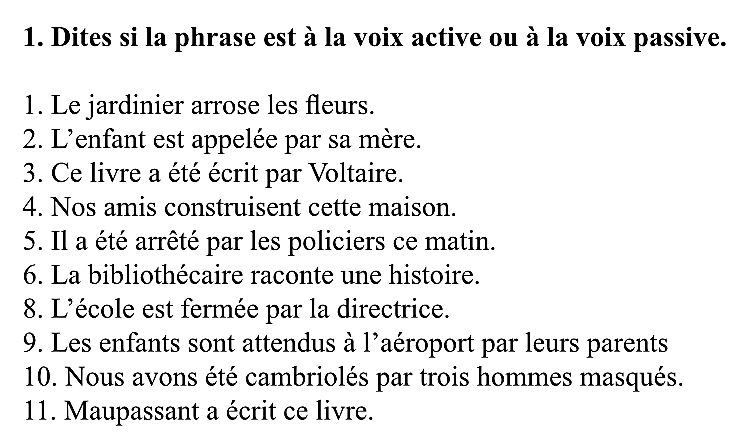 1. Dites si la phrase est à la voix active ou à la voix passive.
1. Le jardinier arrose les fleurs.
2. L’enfant est appelée par sa mère.
3. Ce livre a été écrit par Voltaire.
4. Nos amis construisent cette maison.
5. Il a été arrêté par les policiers ce matin.
6. La bibliothécaire raconte une histoire.
8. L’école est fermée par la directrice.
9. Les enfants sont attendus à l’aéroport par leurs parents
10. Nous avons été cambriolés par trois hommes masqués.
11. Maupassant a écrit ce livre.